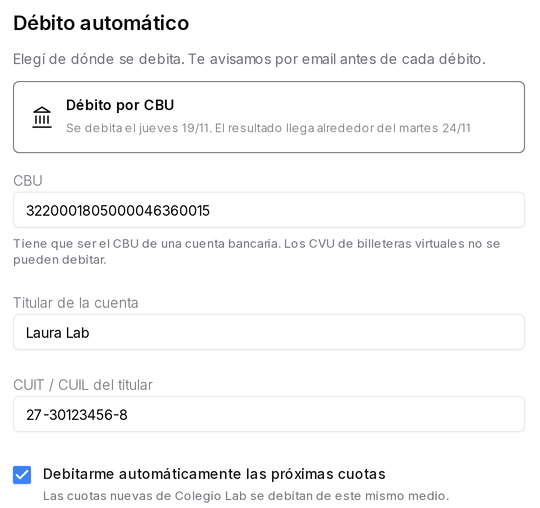 Débito automático
Elegí de dónde se debita. Te avisamos por email antes de cada débito.
Débito por CBU
Se debita el jueves 19/11. El resultado llega alrededor del martes 24/11
CBU
3220001805000046360015
Tiene que ser el CBU de una cuenta bancaria. Los CVU de billeteras virtuales no se
pueden debitar.
Titular de la cuenta
Laura Lab
CUIT / CUIL del titular
27-30123456-8
Debitarme automáticamente las próximas cuotas
Las cuotas nuevas de Colegio Lab se debitan de este mismo medio.